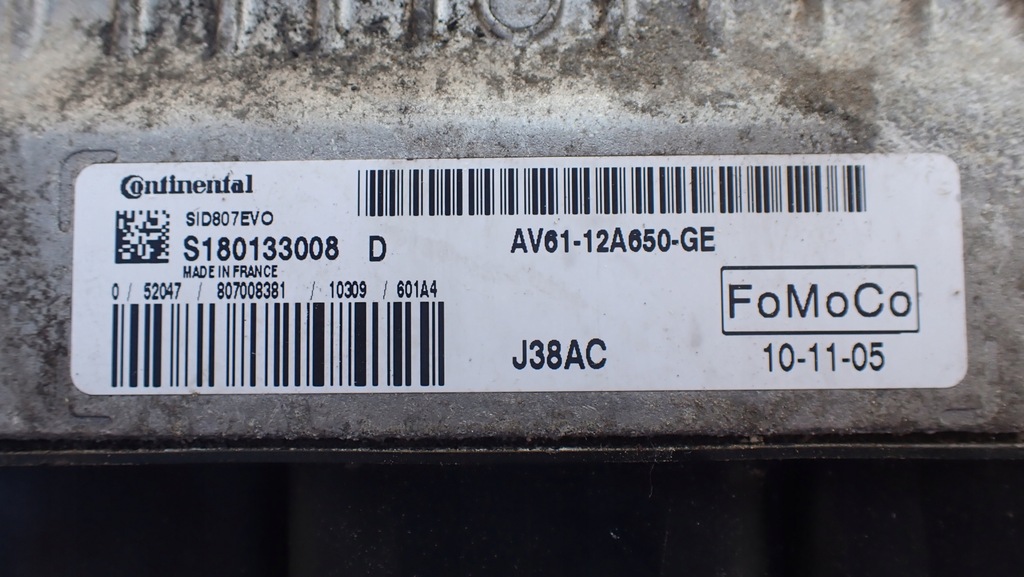 Continental
SID807EVO
S180133008 D
MADE IN FRANCE
0 / 52047 / 807008381 / 10309 / 601A4
AV61-12A650-GE
FoMoCo
J38AC
10-11-05